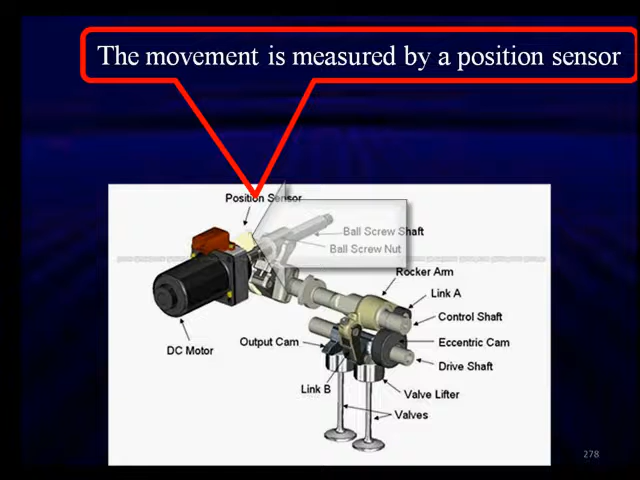 The movement is measured by a position sensor
Position Sensor
Ball Screw Shaft
Ball Screw Nut
Rocker Arm
Link A
Control Shaft
Output Cam
Eccentric Cam
DC Motor
Drive Shaft
Link B
Valve Lifter
Valves
278